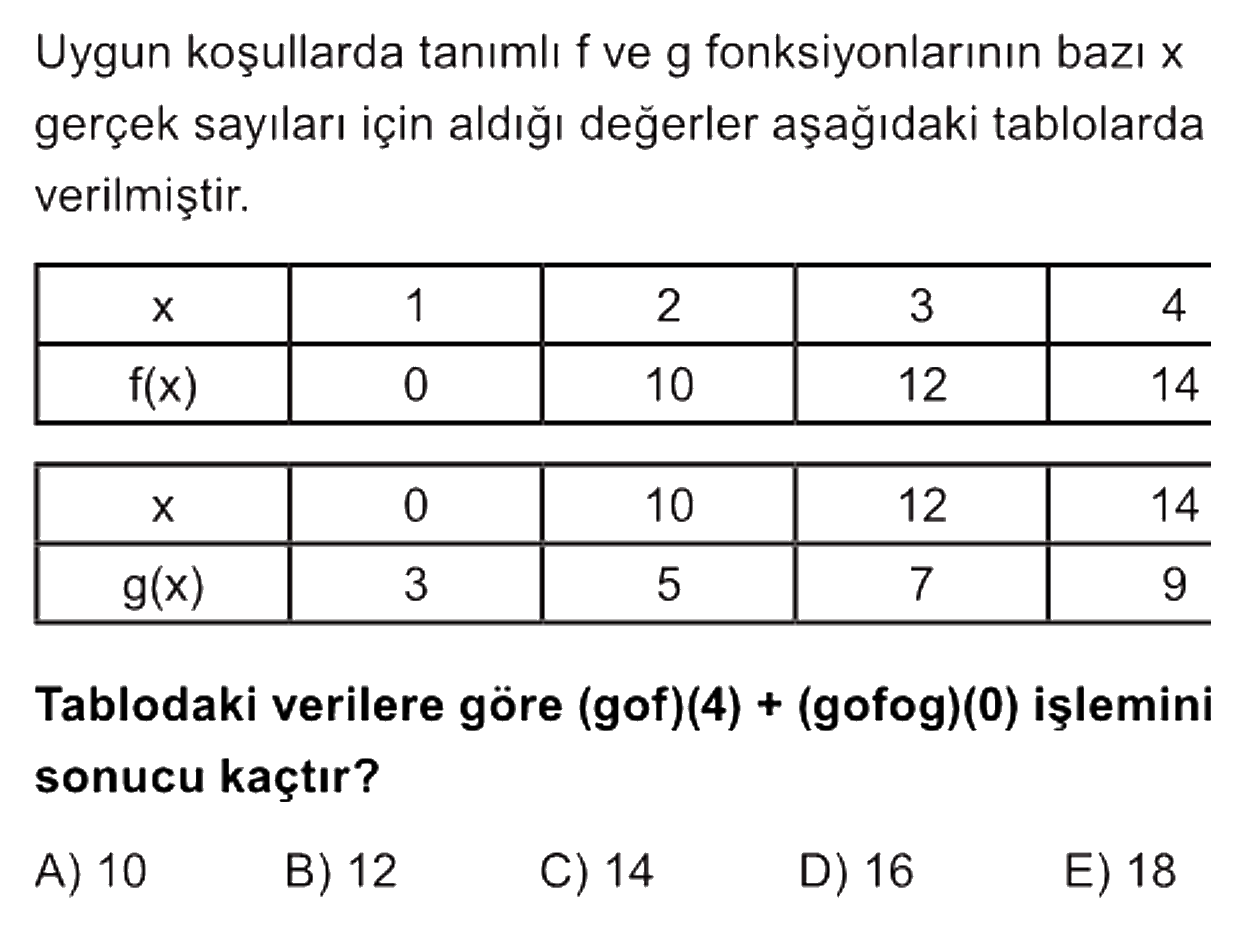 Uygun koşullarda tanımlı f ve g fonksiyonlarının bazı x
gerçek sayıları için aldığı değerler aşağıdaki tablolarda
verilmiştir.
x 1 2 3 4
f(x) 0 10 12 14
x 0 10 12 14
g(x) 3 5 7 9
Tablodaki verilere göre (gof)(4) + (gofog)(0) işlemini
sonucu kaçtır?
A) 10 B) 12 C) 14 D) 16 E) 18